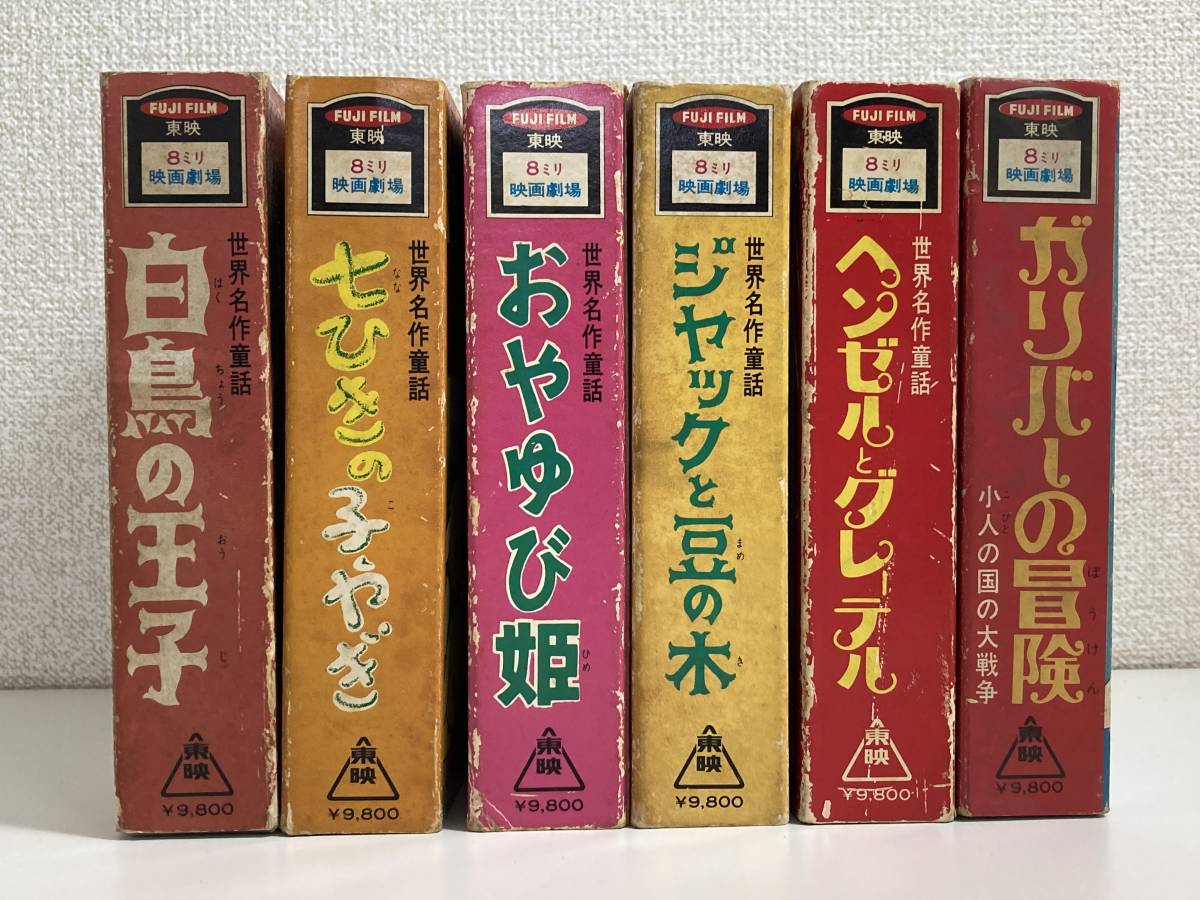 FUJI FILM
東映
8ミリ
映画劇場
世界名作童話
白鳥の王子
はく
ちょう
おう
じ
東映
¥9,800
FUJI FILM
東映
8ミリ
映画劇場
世界名作童話
七ひきの子やぎ
なな
こ
東映
¥9,800
FUJI FILM
東映
8ミリ
映画劇場
世界名作童話
おやゆび姫
ひめ
東映
¥9,800
FUJI FILM
東映
8ミリ
映画劇場
世界名作童話
ジャックと豆の木
まめ
き
東映
¥9,800
FUJI FILM
東映
8ミリ
映画劇場
世界名作童話
ヘンゼルとグレーテル
東映
¥9,800
FUJI FILM
東映
8ミリ
映画劇場
ガリバーの冒険
ぼうけん
小人の国の大戦争
こびと
東映
¥9,800